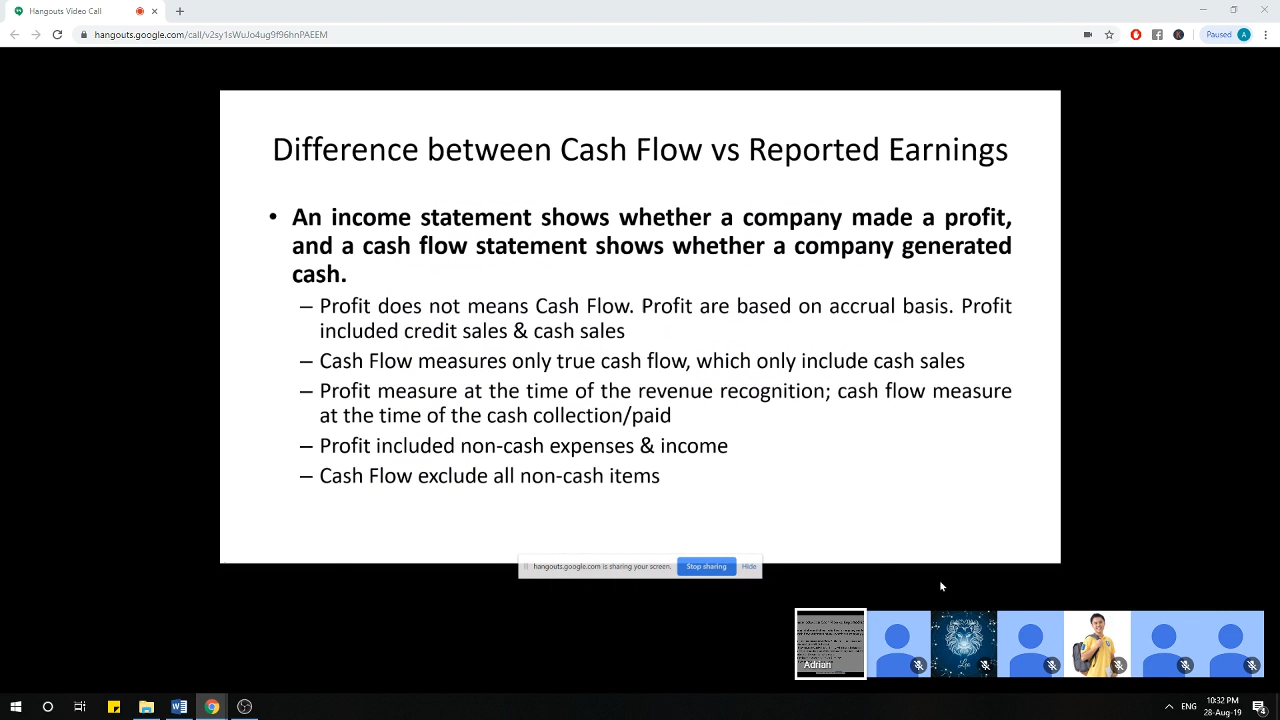 Hangouts Video Call
hangouts.google.com/call/v2sy1sWuJo4ug9f96hnPAEEM
Paused
A
Difference between Cash Flow vs Reported Earnings
• An income statement shows whether a company made a profit,
and a cash flow statement shows whether a company generated
cash.
– Profit does not means Cash Flow. Profit are based on accrual basis. Profit
included credit sales & cash sales
– Cash Flow measures only true cash flow, which only include cash sales
– Profit measure at the time of the revenue recognition; cash flow measure
at the time of the cash collection/paid
– Profit included non-cash expenses & income
– Cash Flow exclude all non-cash items
hangouts.google.com is sharing your screen.
Stop sharing
Hide
Adrian
Leo
ENG
10:32 PM
28-Aug-19